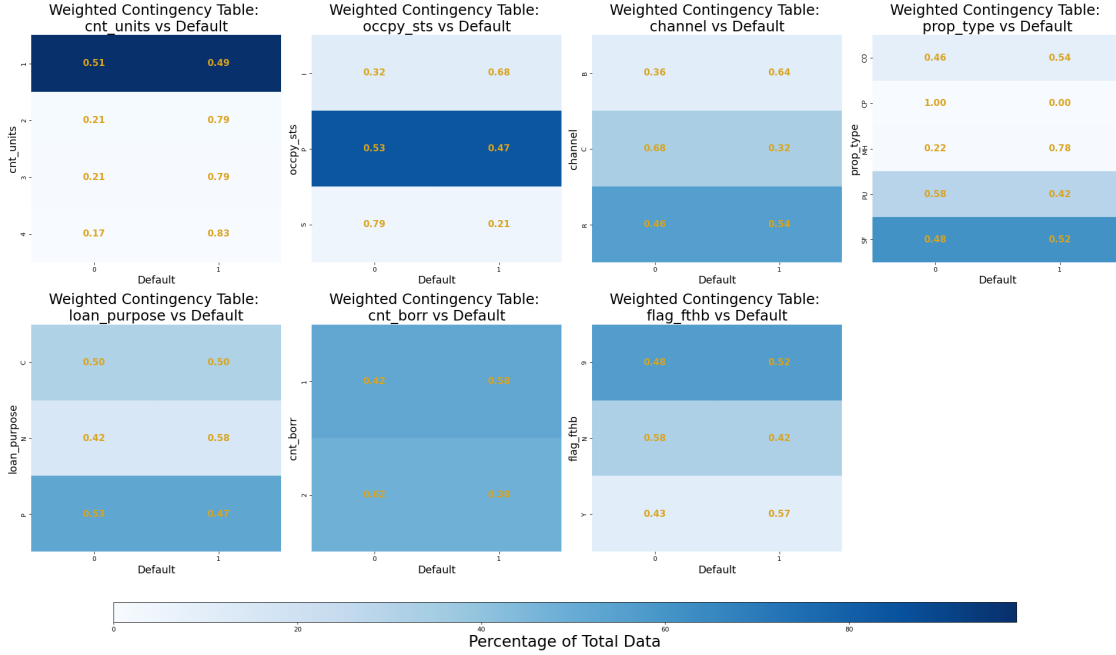 Weighted Contingency Table:
cnt_units vs Default
cnt_units
1
0.51 0.49
2
0.21 0.79
3
0.21 0.79
4
0.17 0.83
0 1
Default
Weighted Contingency Table:
occpy_sts vs Default
occpy_sts
I
0.32 0.68
P
0.53 0.47
S
0.79 0.21
0 1
Default
Weighted Contingency Table:
channel vs Default
channel
B
0.36 0.64
C
0.68 0.32
R
0.46 0.54
0 1
Default
Weighted Contingency Table:
prop_type vs Default
prop_type
CO
0.46 0.54
CP
1.00 0.00
MH
0.22 0.78
PU
0.58 0.42
SF
0.48 0.52
0 1
Default
Weighted Contingency Table:
loan_purpose vs Default
loan_purpose
C
0.50 0.50
N
0.42 0.58
P
0.53 0.47
0 1
Default
Weighted Contingency Table:
cnt_borr vs Default
cnt_borr
1
0.42 0.58
2
0 1
Default
Weighted Contingency Table:
flag_fthb vs Default
flag_fthb
9
0.48 0.52
N
0.58 0.42
Y
0.43 0.57
0 1
Default
0 20 40 60 80
Percentage of Total Data